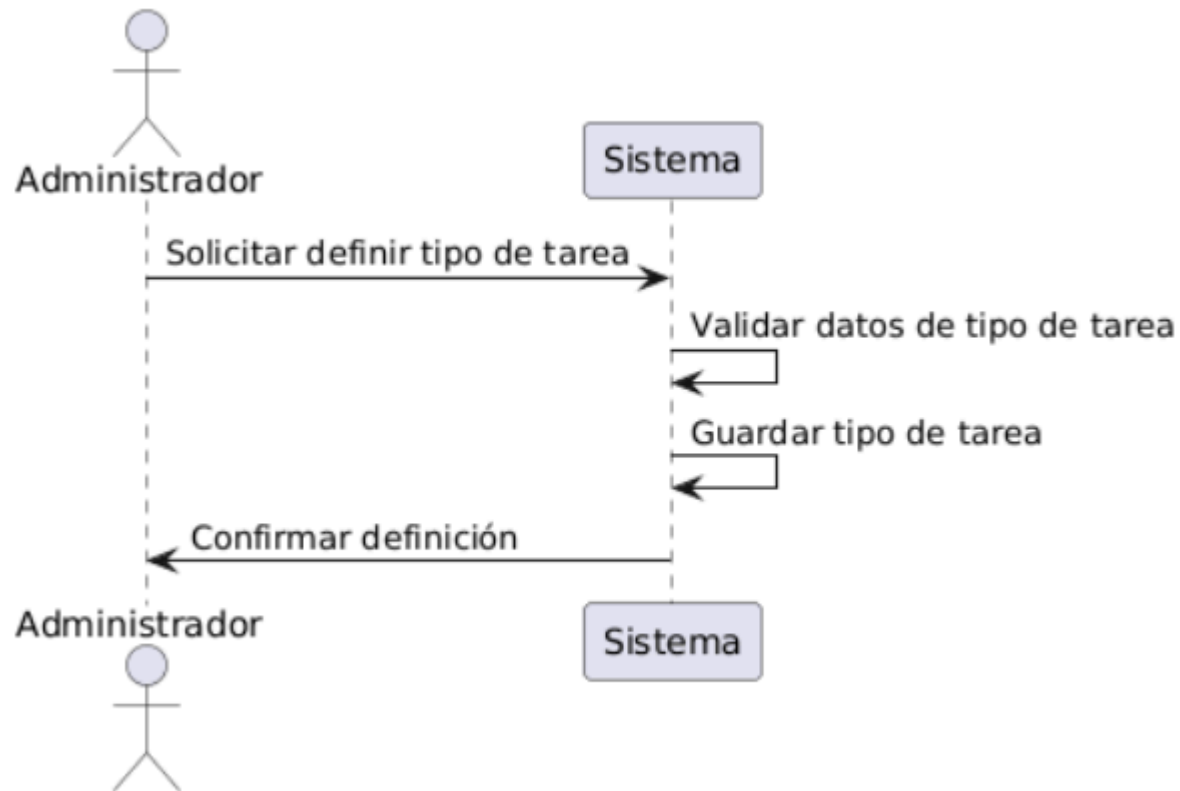 Administrador
Sistema
Solicitar definir tipo de tarea
Validar datos de tipo de tarea
Guardar tipo de tarea
Confirmar definición
Administrador
Sistema